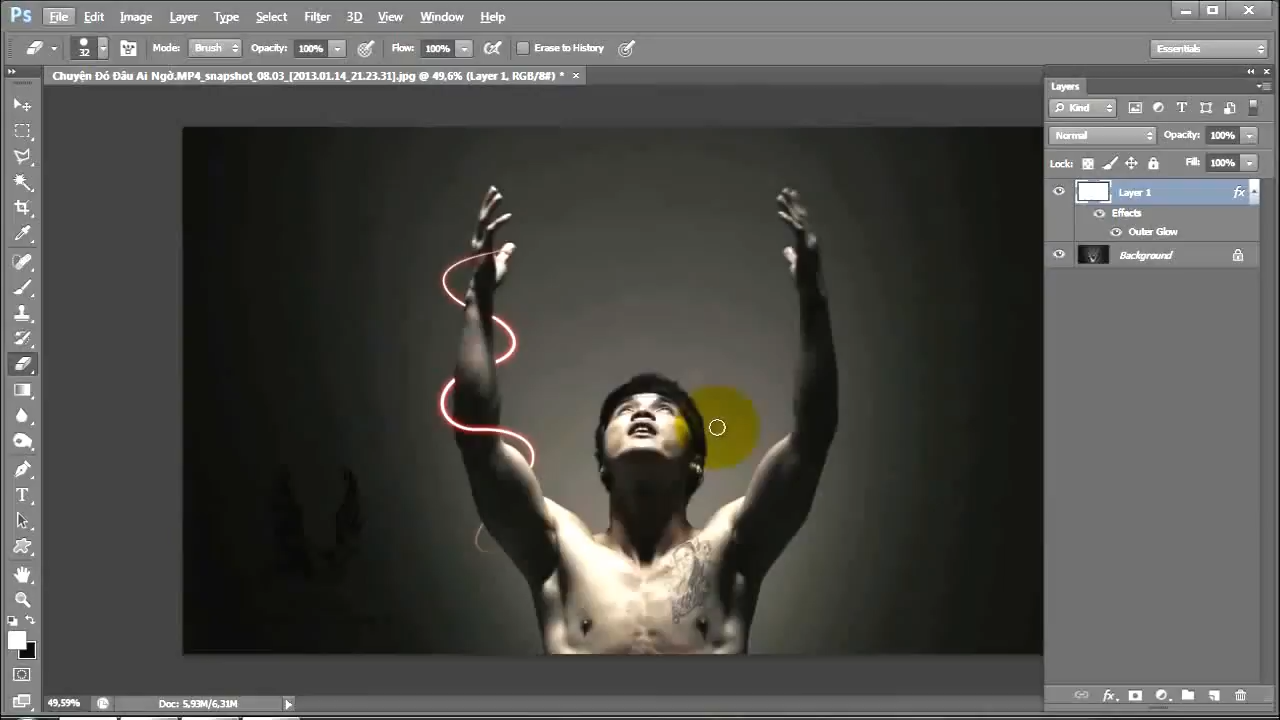 Ps File Edit Image Layer Type Select Filter 3D View Window Help
32 Mode: Brush Opacity: 100% Flow: 100% Erase to History Essentials
Chuyện Đó Đâu Ai Ngờ.MP4_snapshot_08.03_[2013.01.14_21.23.31].jpg @ 49,6% (Layer 1, RGB/8#) *
Layers
Kind
Normal Opacity: 100%
Lock: Fill: 100%
Layer 1 fx
Effects
Outer Glow
Background
49,59% Doc: 5,93M/6,31M